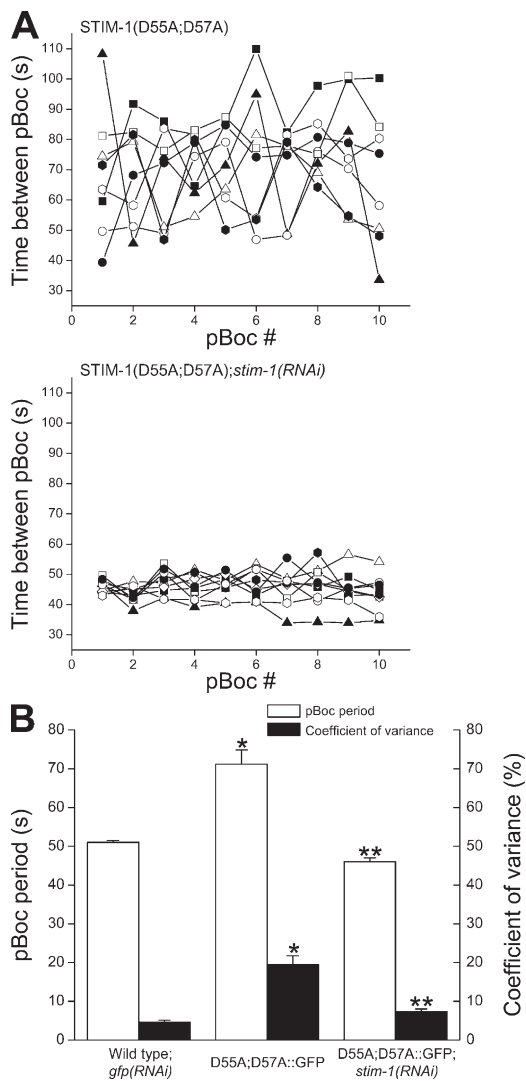 A
STIM-1(D55A;D57A)
110
100
90
80
70
60
50
40
30
Time between pBoc (s)
0 2 4 6 8 10
pBoc #
STIM-1(D55A;D57A);stim-1(RNAi)
110
100
90
80
70
60
50
40
30
Time between pBoc (s)
0 2 4 6 8 10
pBoc #
B
pBoc period
Coefficient of variance
80
70
60
50
40
30
20
10
0
pBoc period (s)
*
*
**
**
80
70
60
50
40
30
20
10
0
Coefficient of variance (%)
Wild type;
gfp(RNAi)
D55A;D57A::GFP
D55A;D57A::GFP;
stim-1(RNAi)